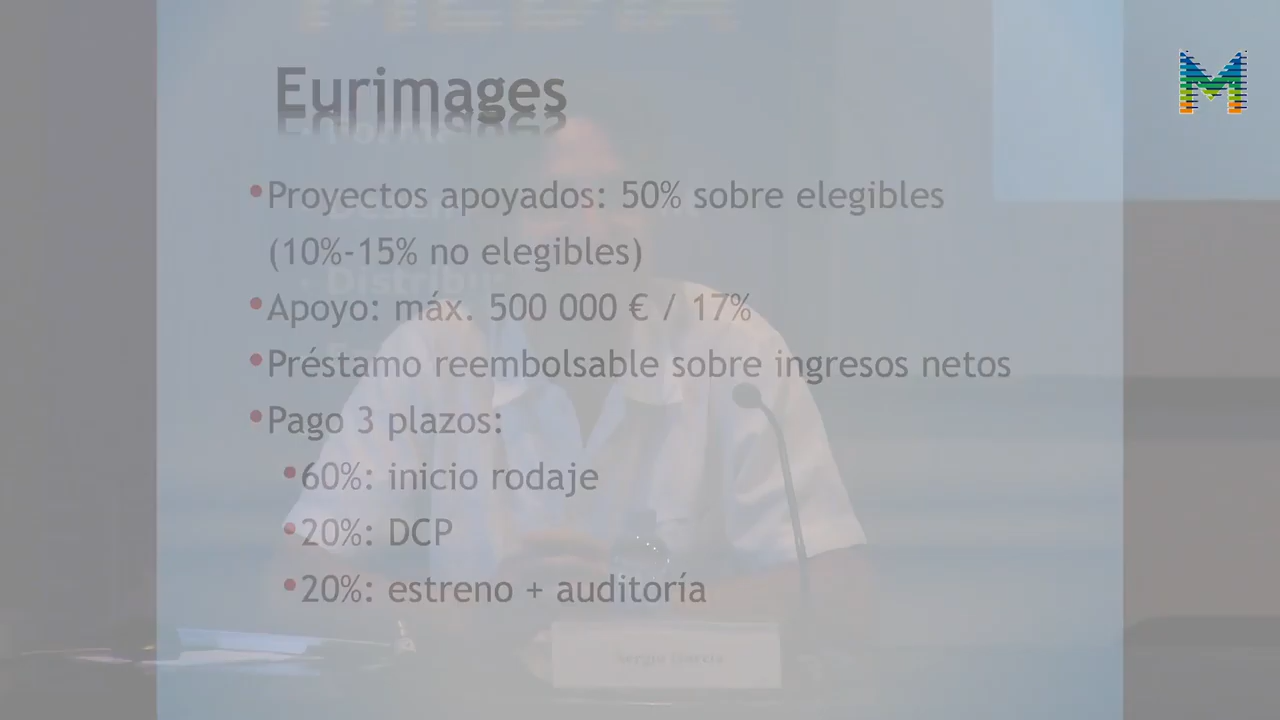 MEDIA
Eurimages
• Proyectos apoyados: 50% sobre elegibles
(10%-15% no elegibles)
• Apoyo: máx. 500 000 € / 17%
• Préstamo reembolsable sobre ingresos netos
• Pago 3 plazos:
• 60%: inicio rodaje
• 20%: DCP
• 20%: estreno + auditoría
M